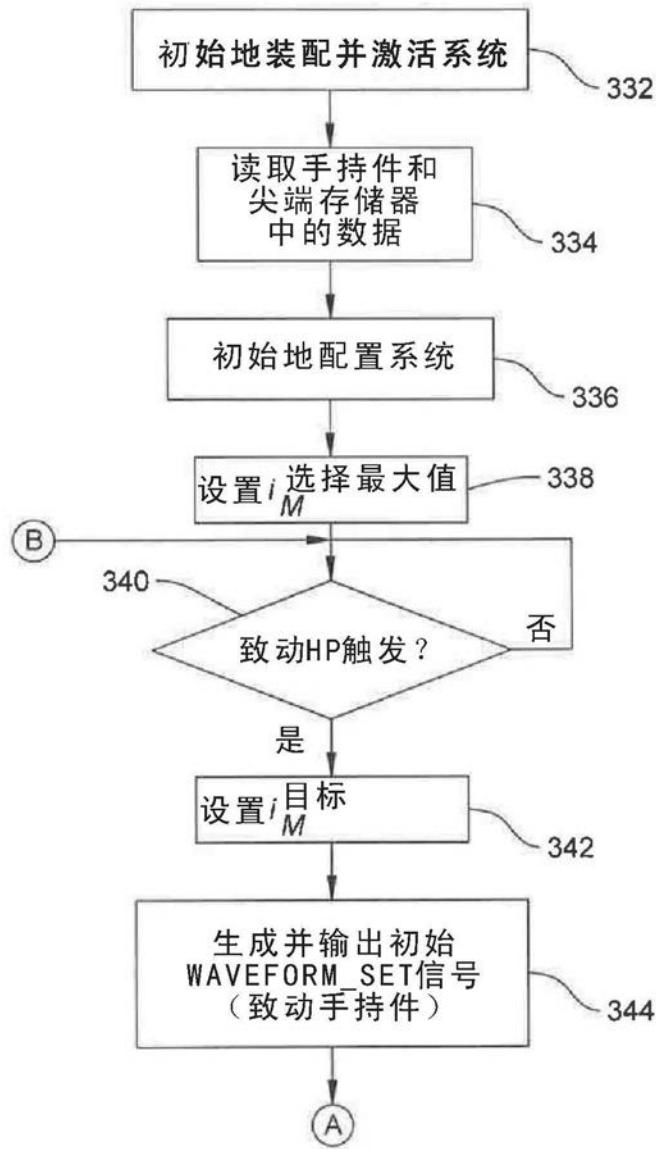 初始地装配并激活系统
332
读取手持件和
尖端存储器
中的数据
334
初始地配置系统
336
设置i_M^选择最大值
338
B
340
致动HP触发？
否
是
设置i_M^目标
342
生成并输出初始
WAVEFORM_SET信号
（致动手持件）
344
A